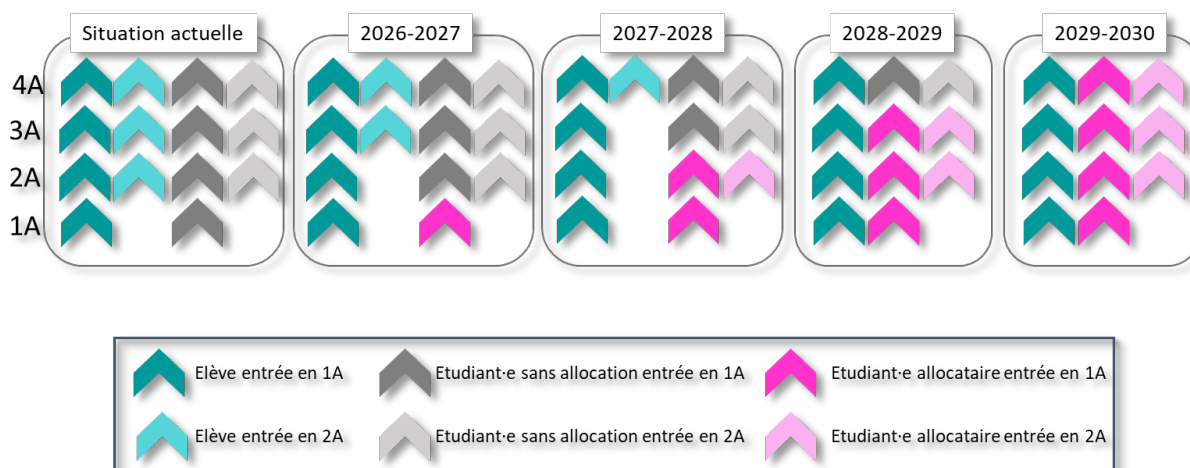 Situation actuelle
2026-2027
2027-2028
2028-2029
2029-2030
4A
3A
2A
1A
Elève entrée en 1A
Etudiant·e sans allocation entrée en 1A
Etudiant·e allocataire entrée en 1A
Elève entrée en 2A
Etudiant·e sans allocation entrée en 2A
Etudiant·e allocataire entrée en 2A